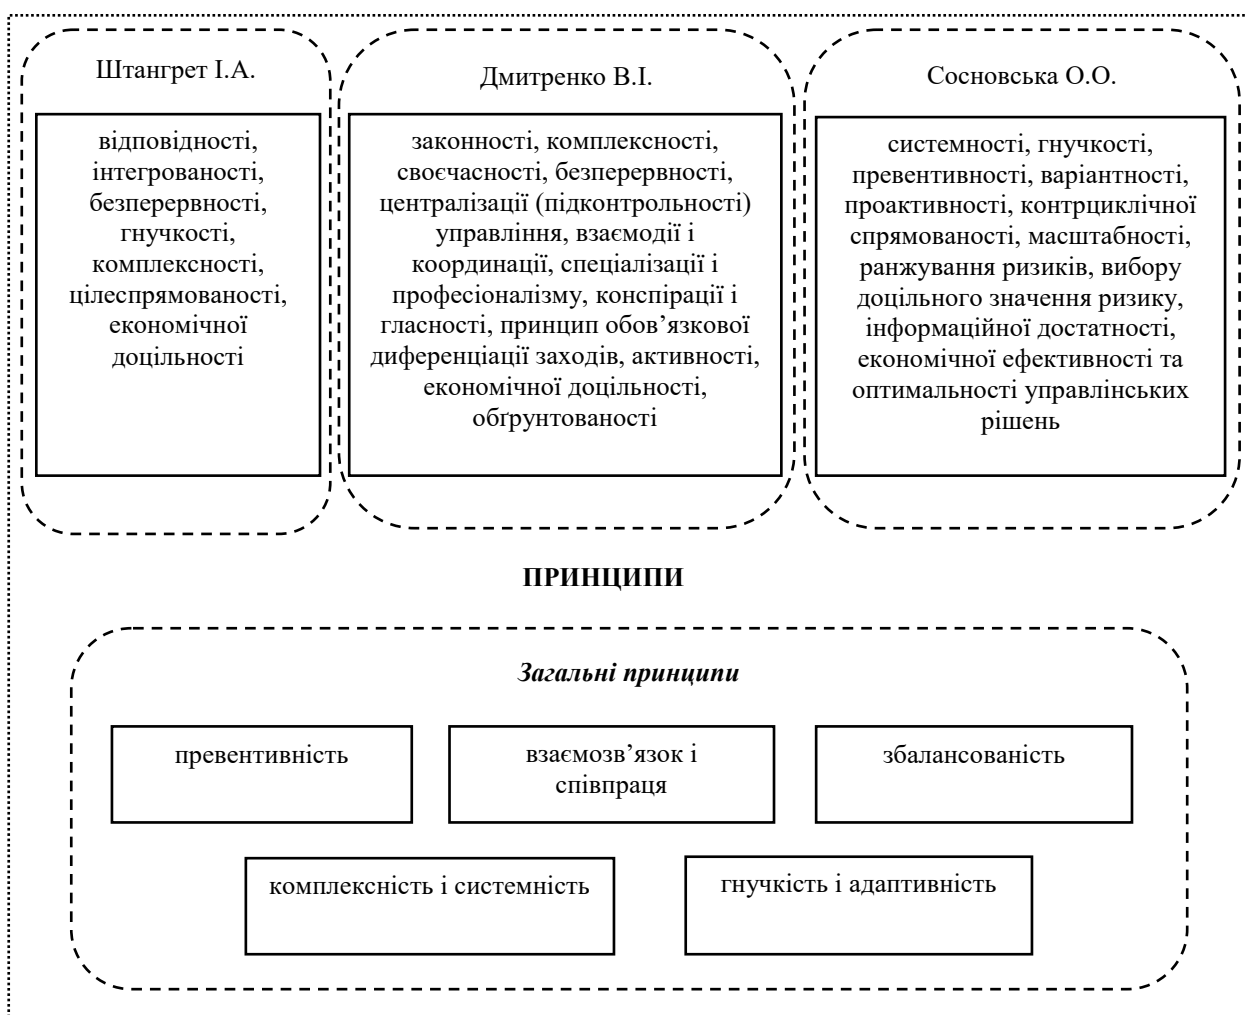 Штангрет І.А.
відповідності,
інтегрованості,
безперервності,
гнучкості,
комплексності,
цілеспрямованості,
економічної
доцільності
Дмитренко В.І.
законності, комплексності,
своєчасності, безперервності,
централізації (підконтрольності)
управління, взаємодії і
координації, спеціалізації і
професіоналізму, конспірації і
гласності, принцип обов’язкової
диференціації заходів, активності,
економічної доцільності,
обґрунтованості
Сосновська О.О.
системності, гнучкості,
превентивності, варіантності,
проактивності, контрциклічної
спрямованості, масштабності,
ранжування ризиків, вибору
доцільного значення ризику,
інформаційної достатності,
економічної ефективності та
оптимальності управлінських
рішень
ПРИНЦИПИ
Загальні принципи
превентивність
взаємозв’язок і
співпраця
збалансованість
комплексність і системність
гнучкість і адаптивність